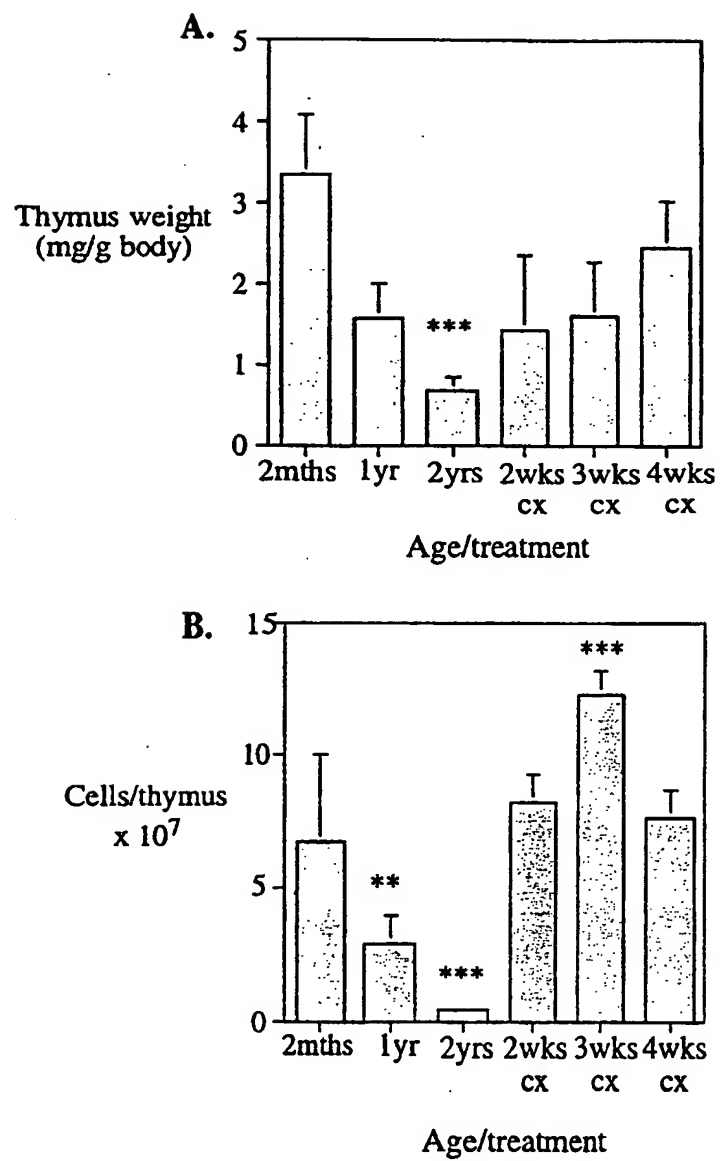 A.
5
4
3
2
1
0
Thymus weight
(mg/g body)
***
2mths 1yr 2yrs 2wks 3wks 4wks
cx cx cx
Age/treatment
B.
15
10
5
0
Cells/thymus
x 10⁷
**
***
***
2mths 1yr 2yrs 2wks 3wks 4wks
cx cx cx
Age/treatment